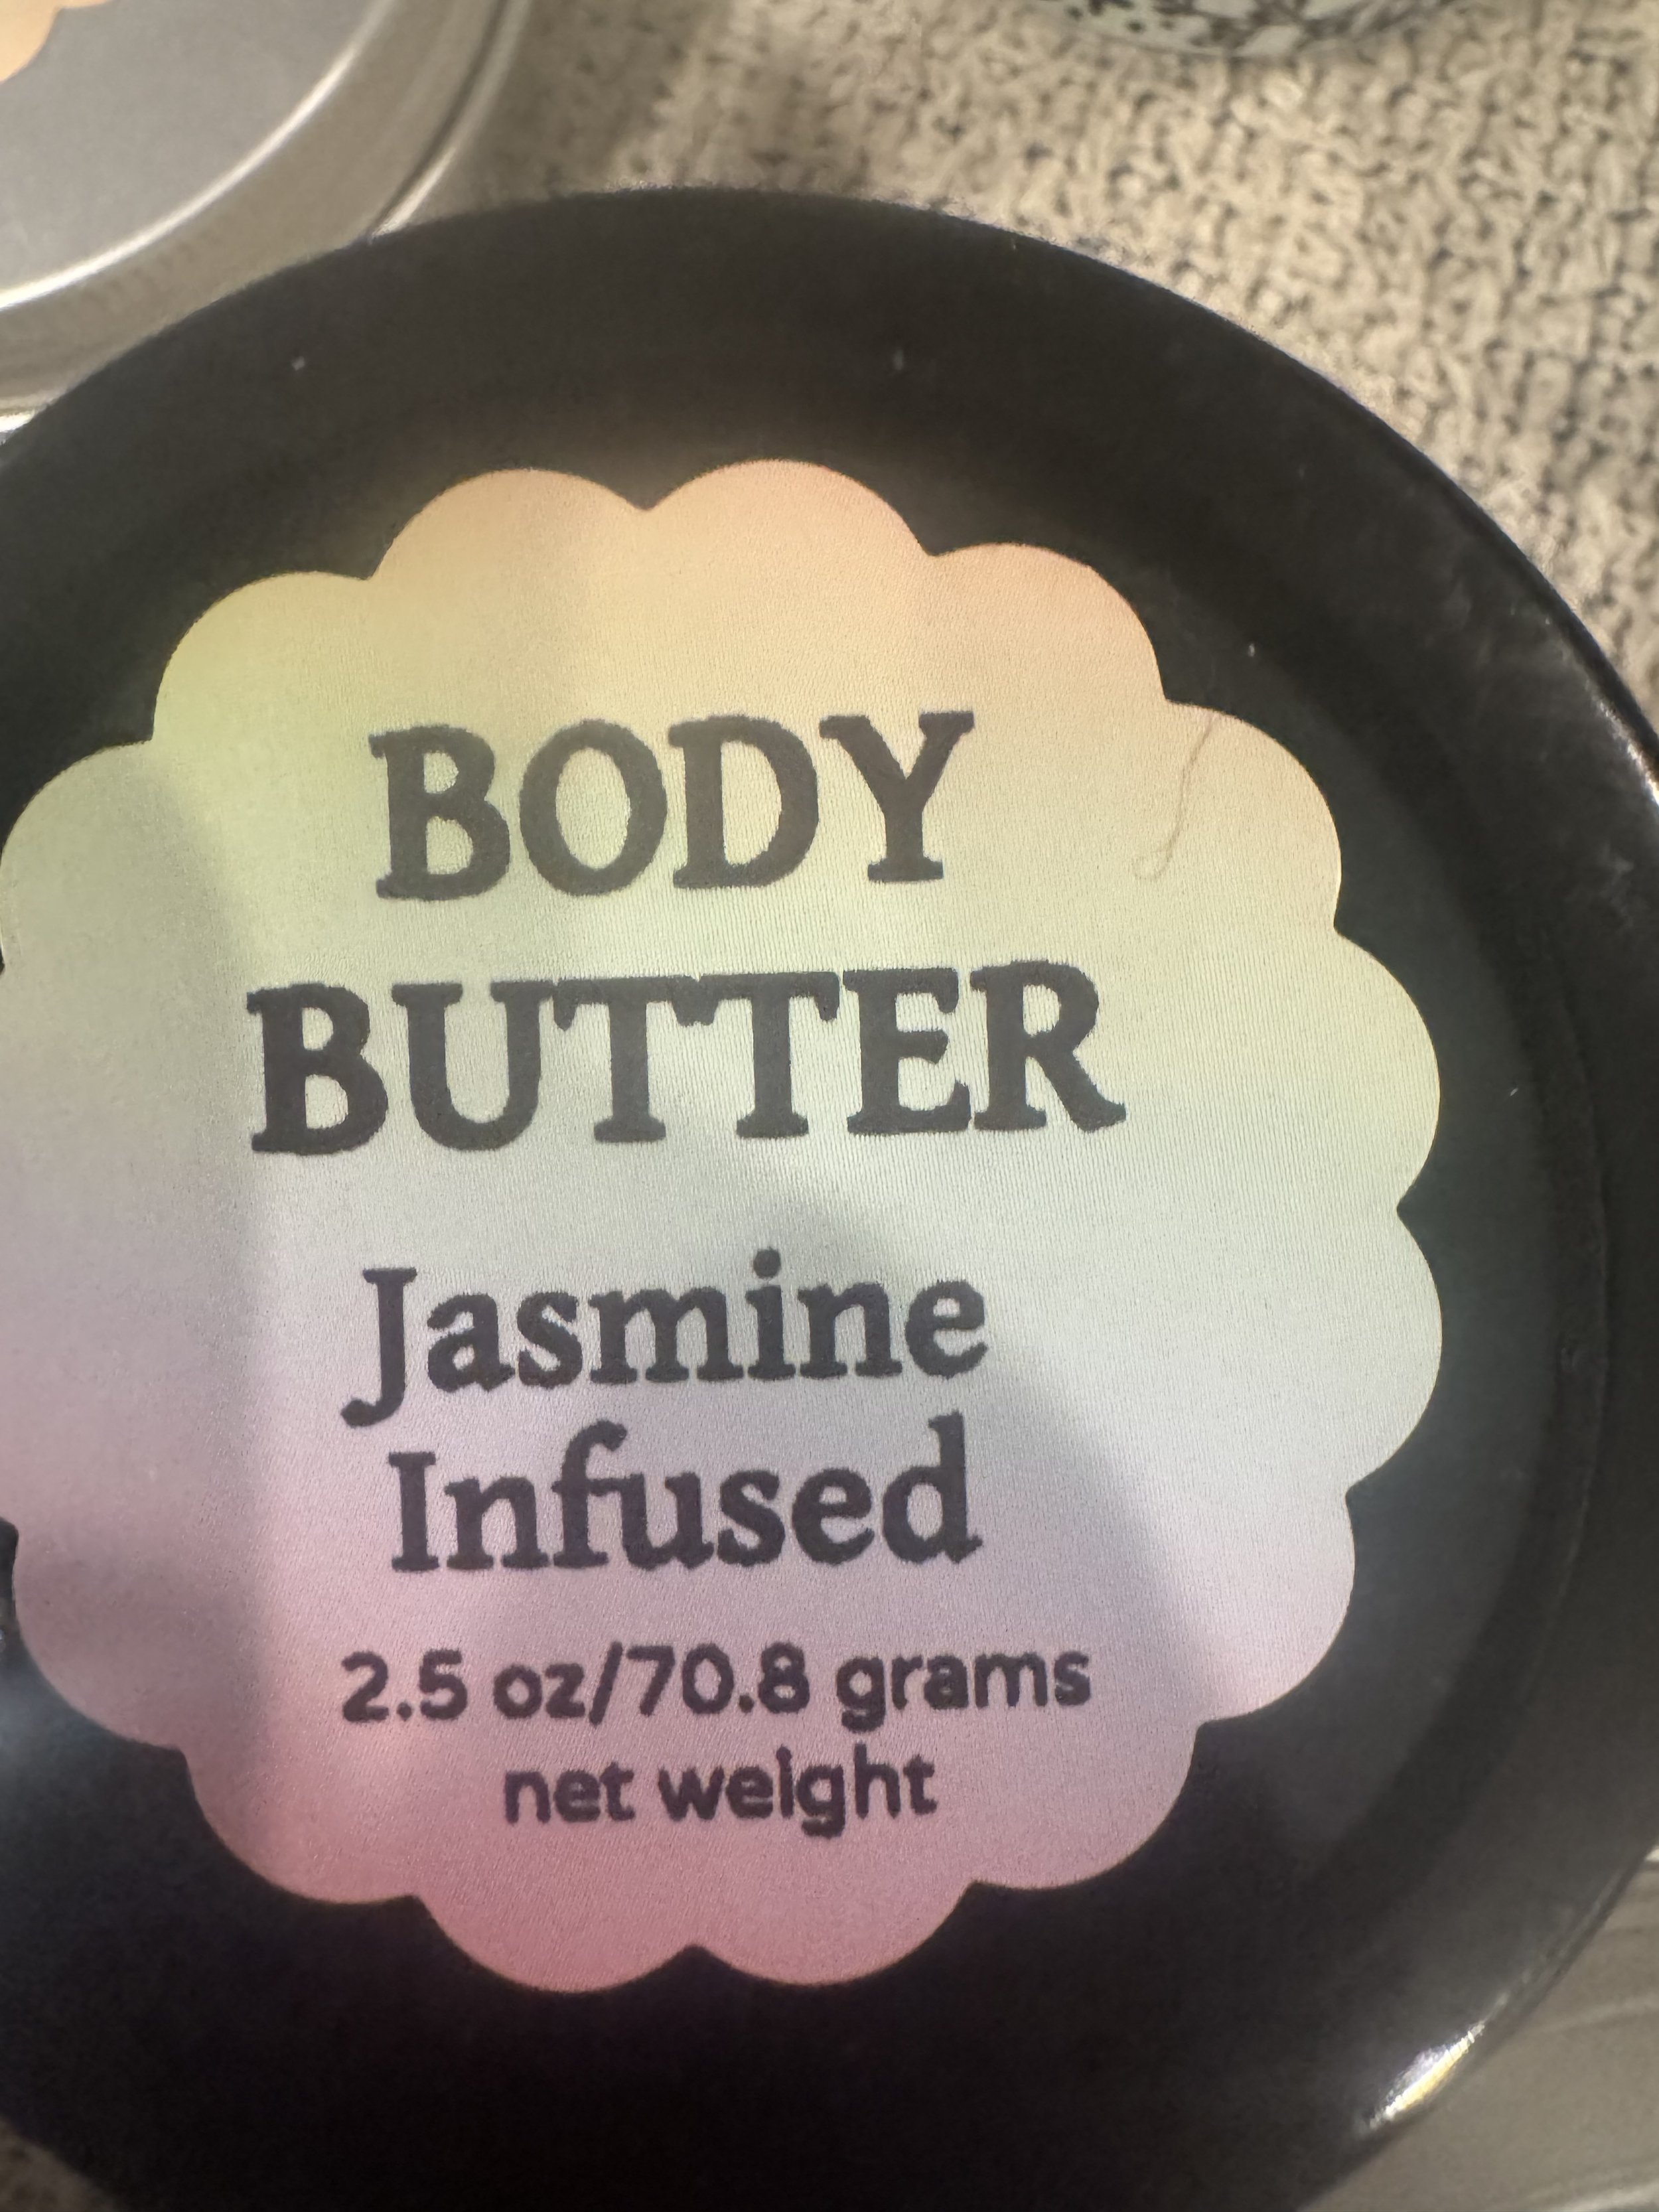 BODY
BUTTER
Jasmine
Infused
2.5 oz/70.8 grams
net weight